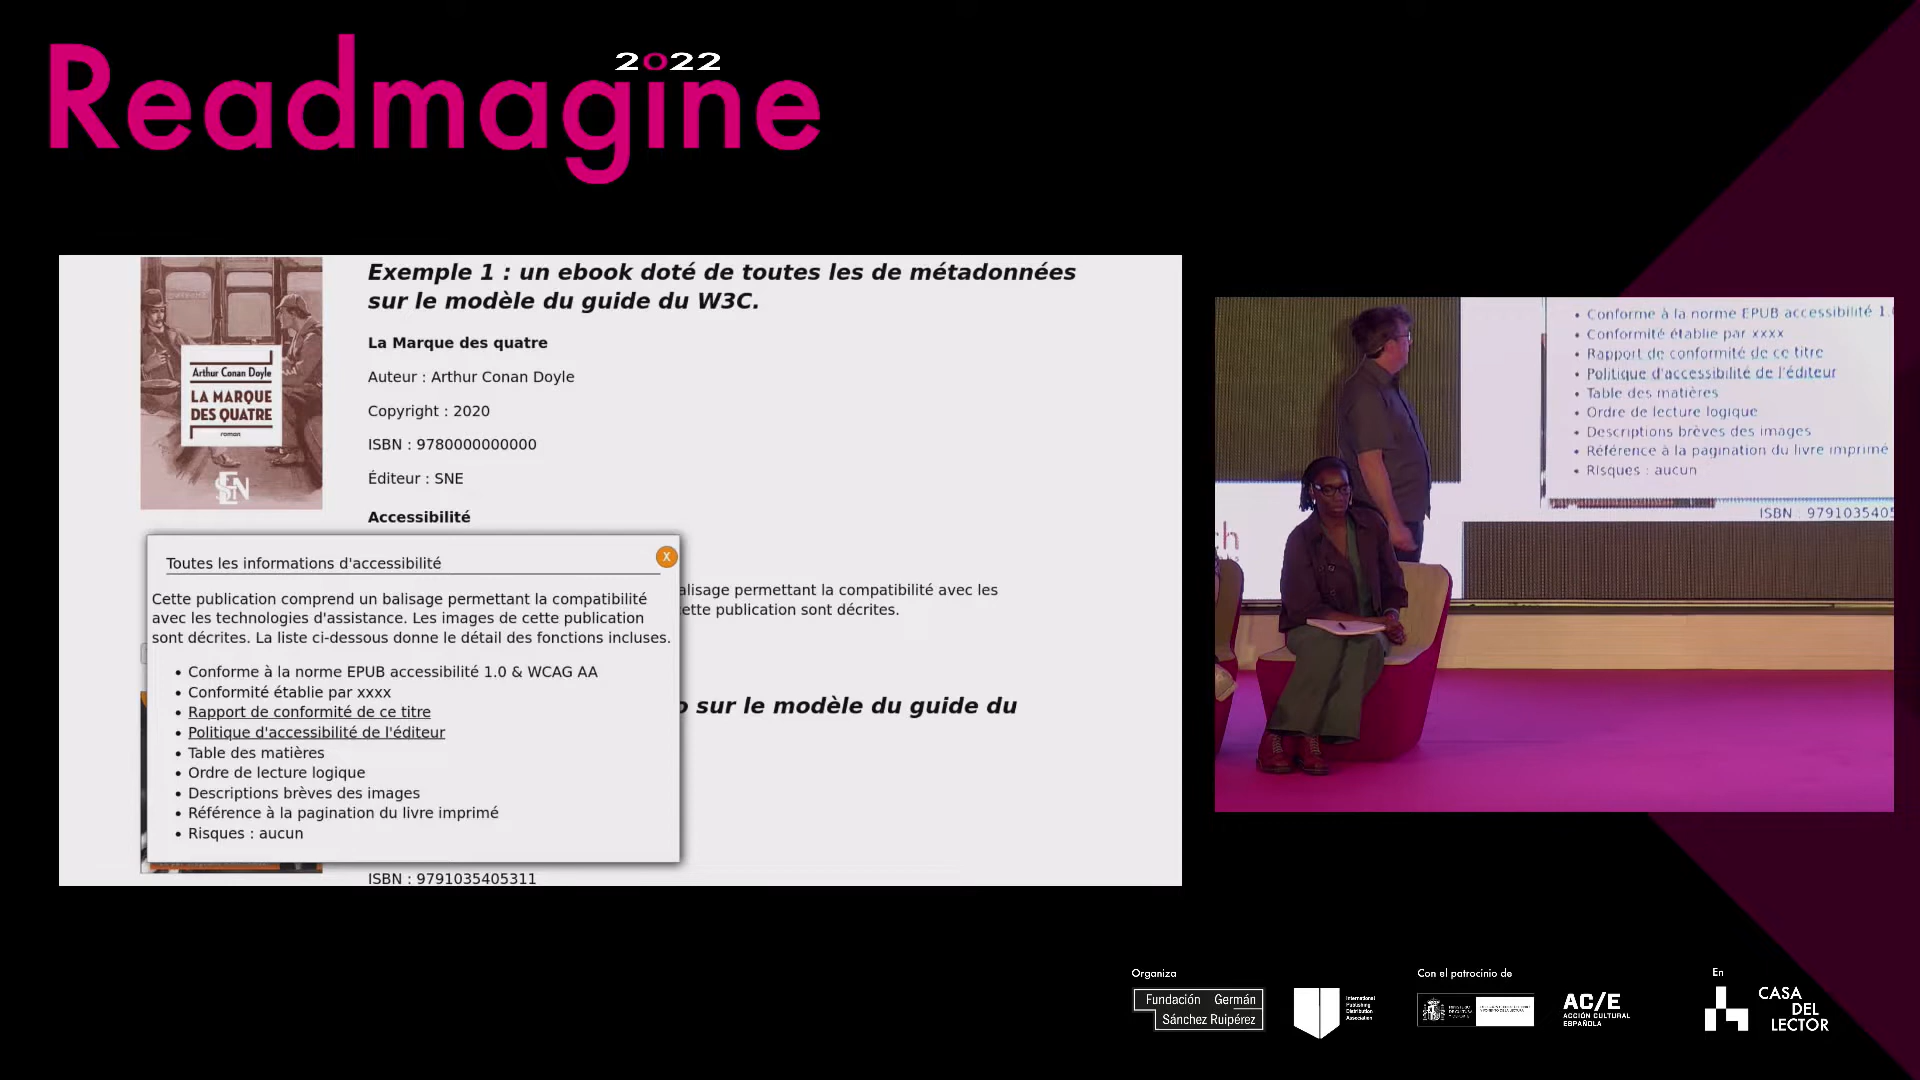 2022
Readmagine
Exemple 1 : un ebook doté de toutes les de métadonnées
sur le modèle du guide du W3C.
La Marque des quatre
Auteur : Arthur Conan Doyle
Copyright : 2020
ISBN : 9780000000000
Éditeur : SNE
Accessibilité
Arthur Conan Doyle
LA MARQUE
DES QUATRE
roman
SEN
Toutes les informations d'accessibilité
X
Cette publication comprend un balisage permettant la compatibilité
avec les technologies d'assistance. Les images de cette publication
sont décrites. La liste ci-dessous donne le détail des fonctions incluses.
• Conforme à la norme EPUB accessibilité 1.0 & WCAG AA
• Conformité établie par xxxx
• Rapport de conformité de ce titre
• Politique d'accessibilité de l'éditeur
• Table des matières
• Ordre de lecture logique
• Descriptions brèves des images
• Référence à la pagination du livre imprimé
• Risques : aucun
alisage permettant la compatibilité avec les
ette publication sont décrites.
o sur le modèle du guide du
ISBN : 9791035405311
• Conforme à la norme EPUB accessibilité 1.
• Conformité établie par xxxx
• Rapport de conformité de ce titre
• Politique d'accessibilité de l'éditeur
• Table des matières
• Ordre de lecture logique
• Descriptions brèves des images
• Référence à la pagination du livre imprimé
• Risques : aucun
ISBN : 979103540
ch
Organiza
Fundación Germán
Sánchez Ruipérez
International
Publishing
Distribution
Association
Con el patrocinio de
AC/E
ACCIÓN CULTURAL
ESPAÑOLA
En
CASA
DEL
LECTOR